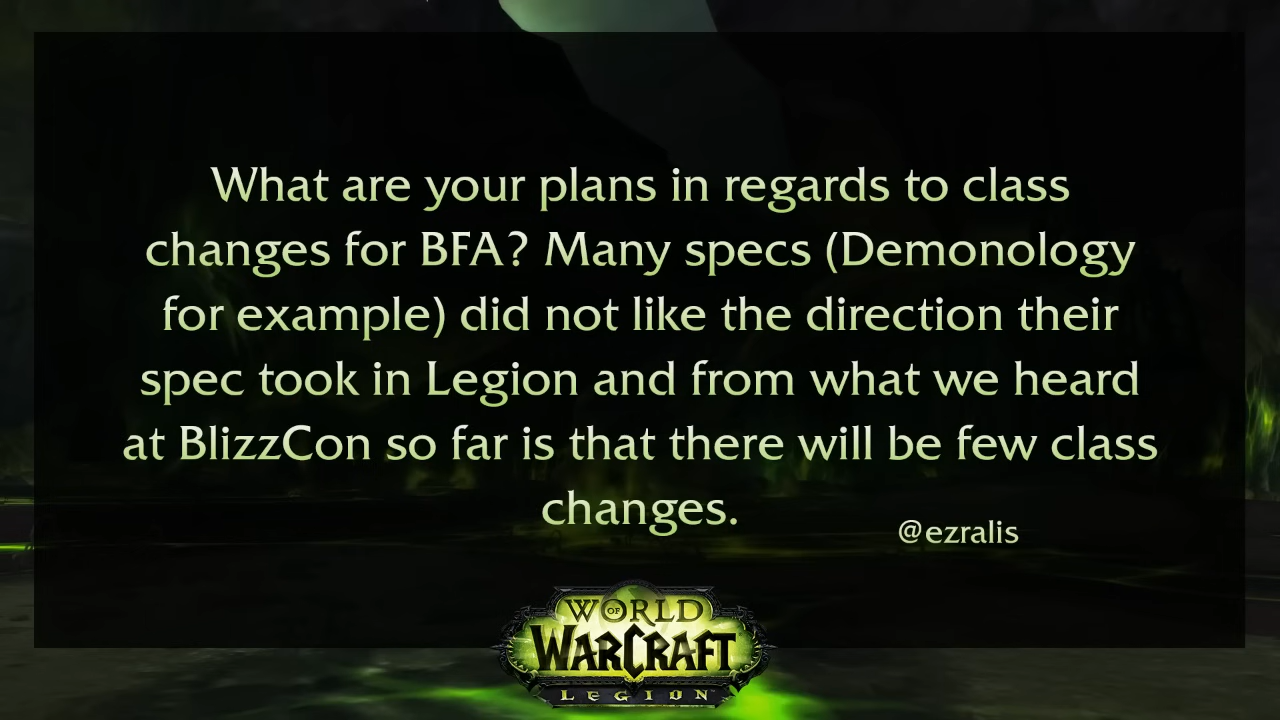 What are your plans in regards to class
changes for BFA? Many specs (Demonology
for example) did not like the direction their
spec took in Legion and from what we heard
at BlizzCon so far is that there will be few class
changes.
@ezralis
WORLD
OF
WARCRAFT
LEGION